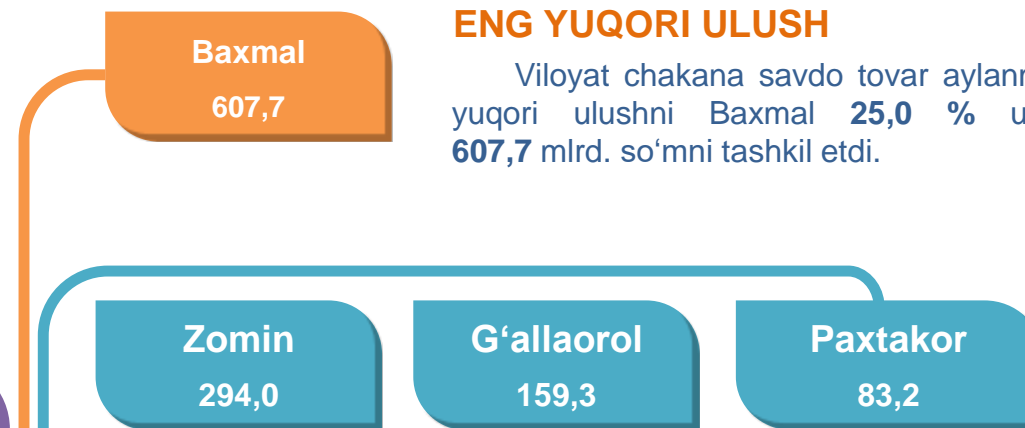 Baxmal
607,7
ENG YUQORI ULUSH
Viloyat chakana savdo tovar
yuqori ulushni Baxmal 25,0 %
607,7 mlrd. so‘mni tashkil etdi.
Zomin
294,0
G‘allaorol
159,3
Paxtakor
83,2